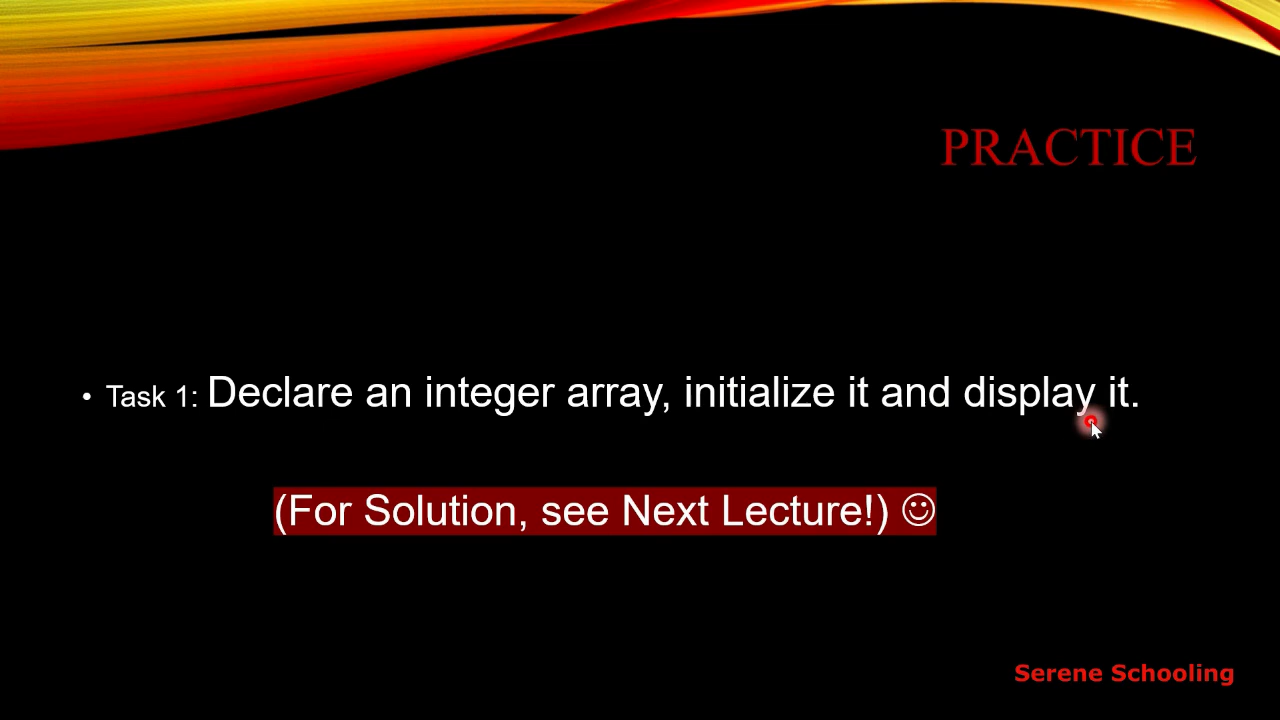 PRACTICE
• Task 1: Declare an integer array, initialize it and display it.
(For Solution, see Next Lecture!) ☺
Serene Schooling